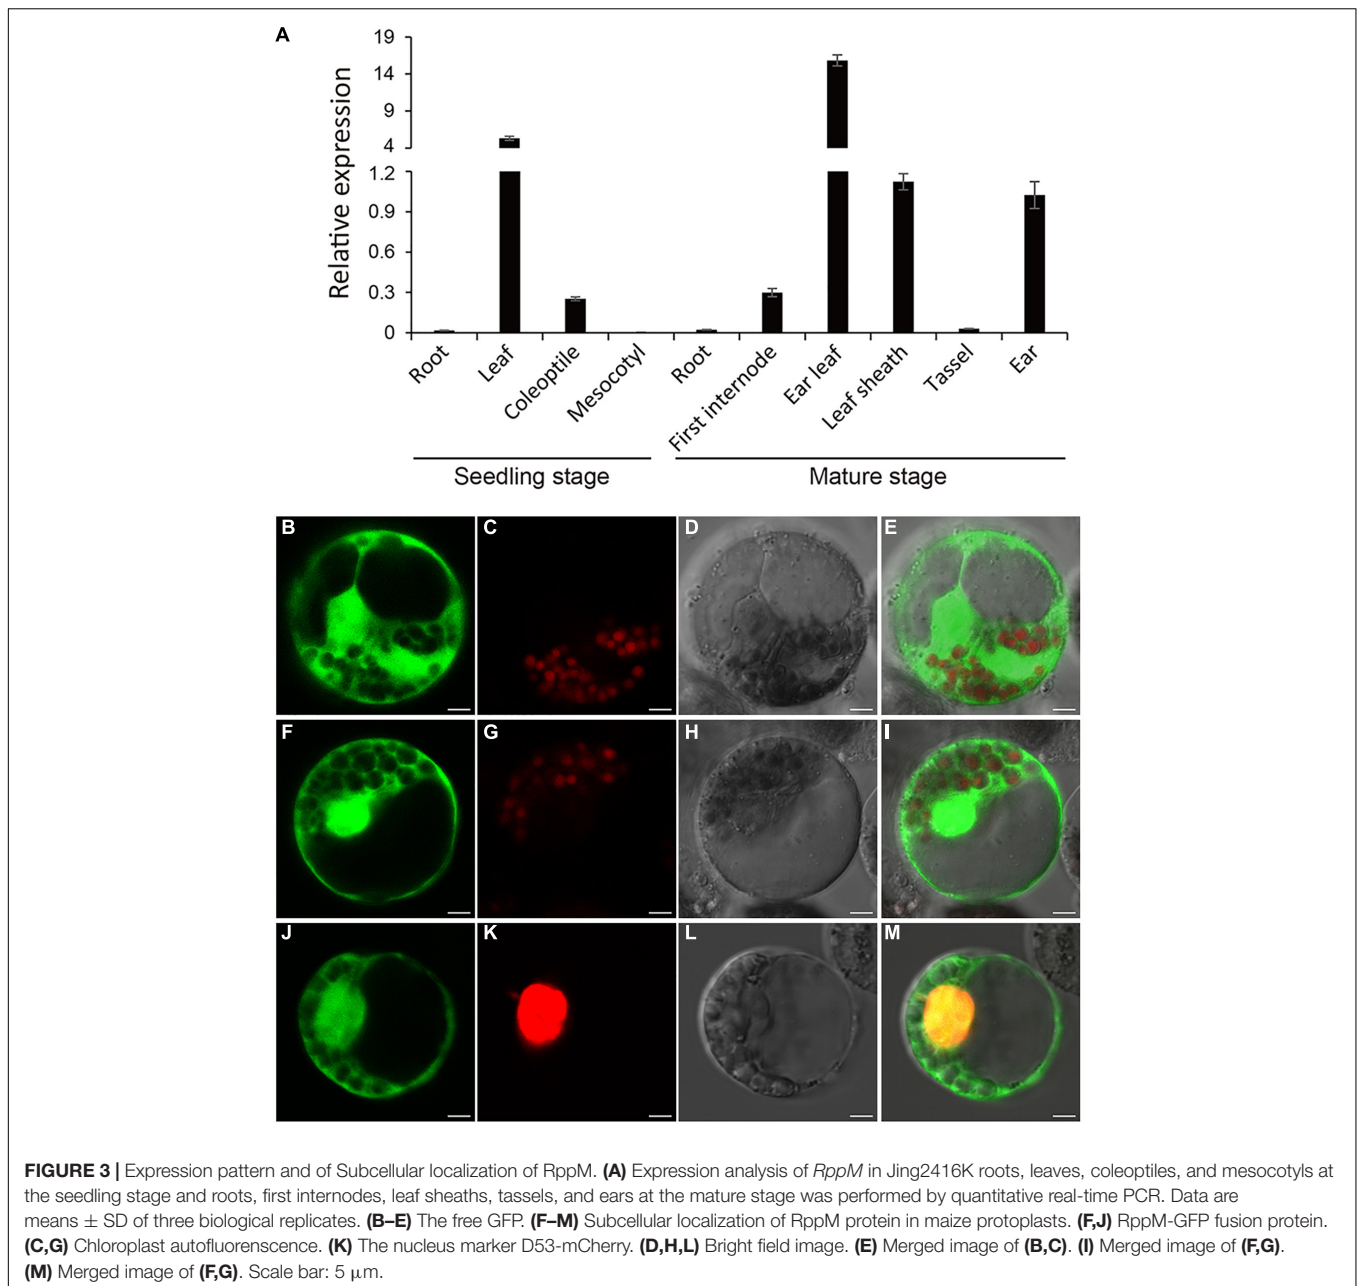 A
Relative expression
19
14
9
4
1.2
0.9
0.6
0.3
0
Root
Leaf
Coleoptile
Mesocotyl
Root
First internode
Ear leaf
Leaf sheath
Tassel
Ear
Seedling stage
Mature stage
B
C
D
E
F
G
H
I
J
K
L
M
FIGURE 3 | Expression pattern and of Subcellular localization of RppM. (A) Expression analysis of RppM in Jing2416K roots, leaves, coleoptiles, and mesocotyls at
the seedling stage and roots, first internodes, leaf sheaths, tassels, and ears at the mature stage was performed by quantitative real-time PCR. Data are
means ± SD of three biological replicates. (B–E) The free GFP. (F–M) Subcellular localization of RppM protein in maize protoplasts. (F,J) RppM-GFP fusion protein.
(C,G) Chloroplast autofluorenscence. (K) The nucleus marker D53-mCherry. (D,H,L) Bright field image. (E) Merged image of (B,C). (I) Merged image of (F,G).
(M) Merged image of (F,G). Scale bar: 5 μm.